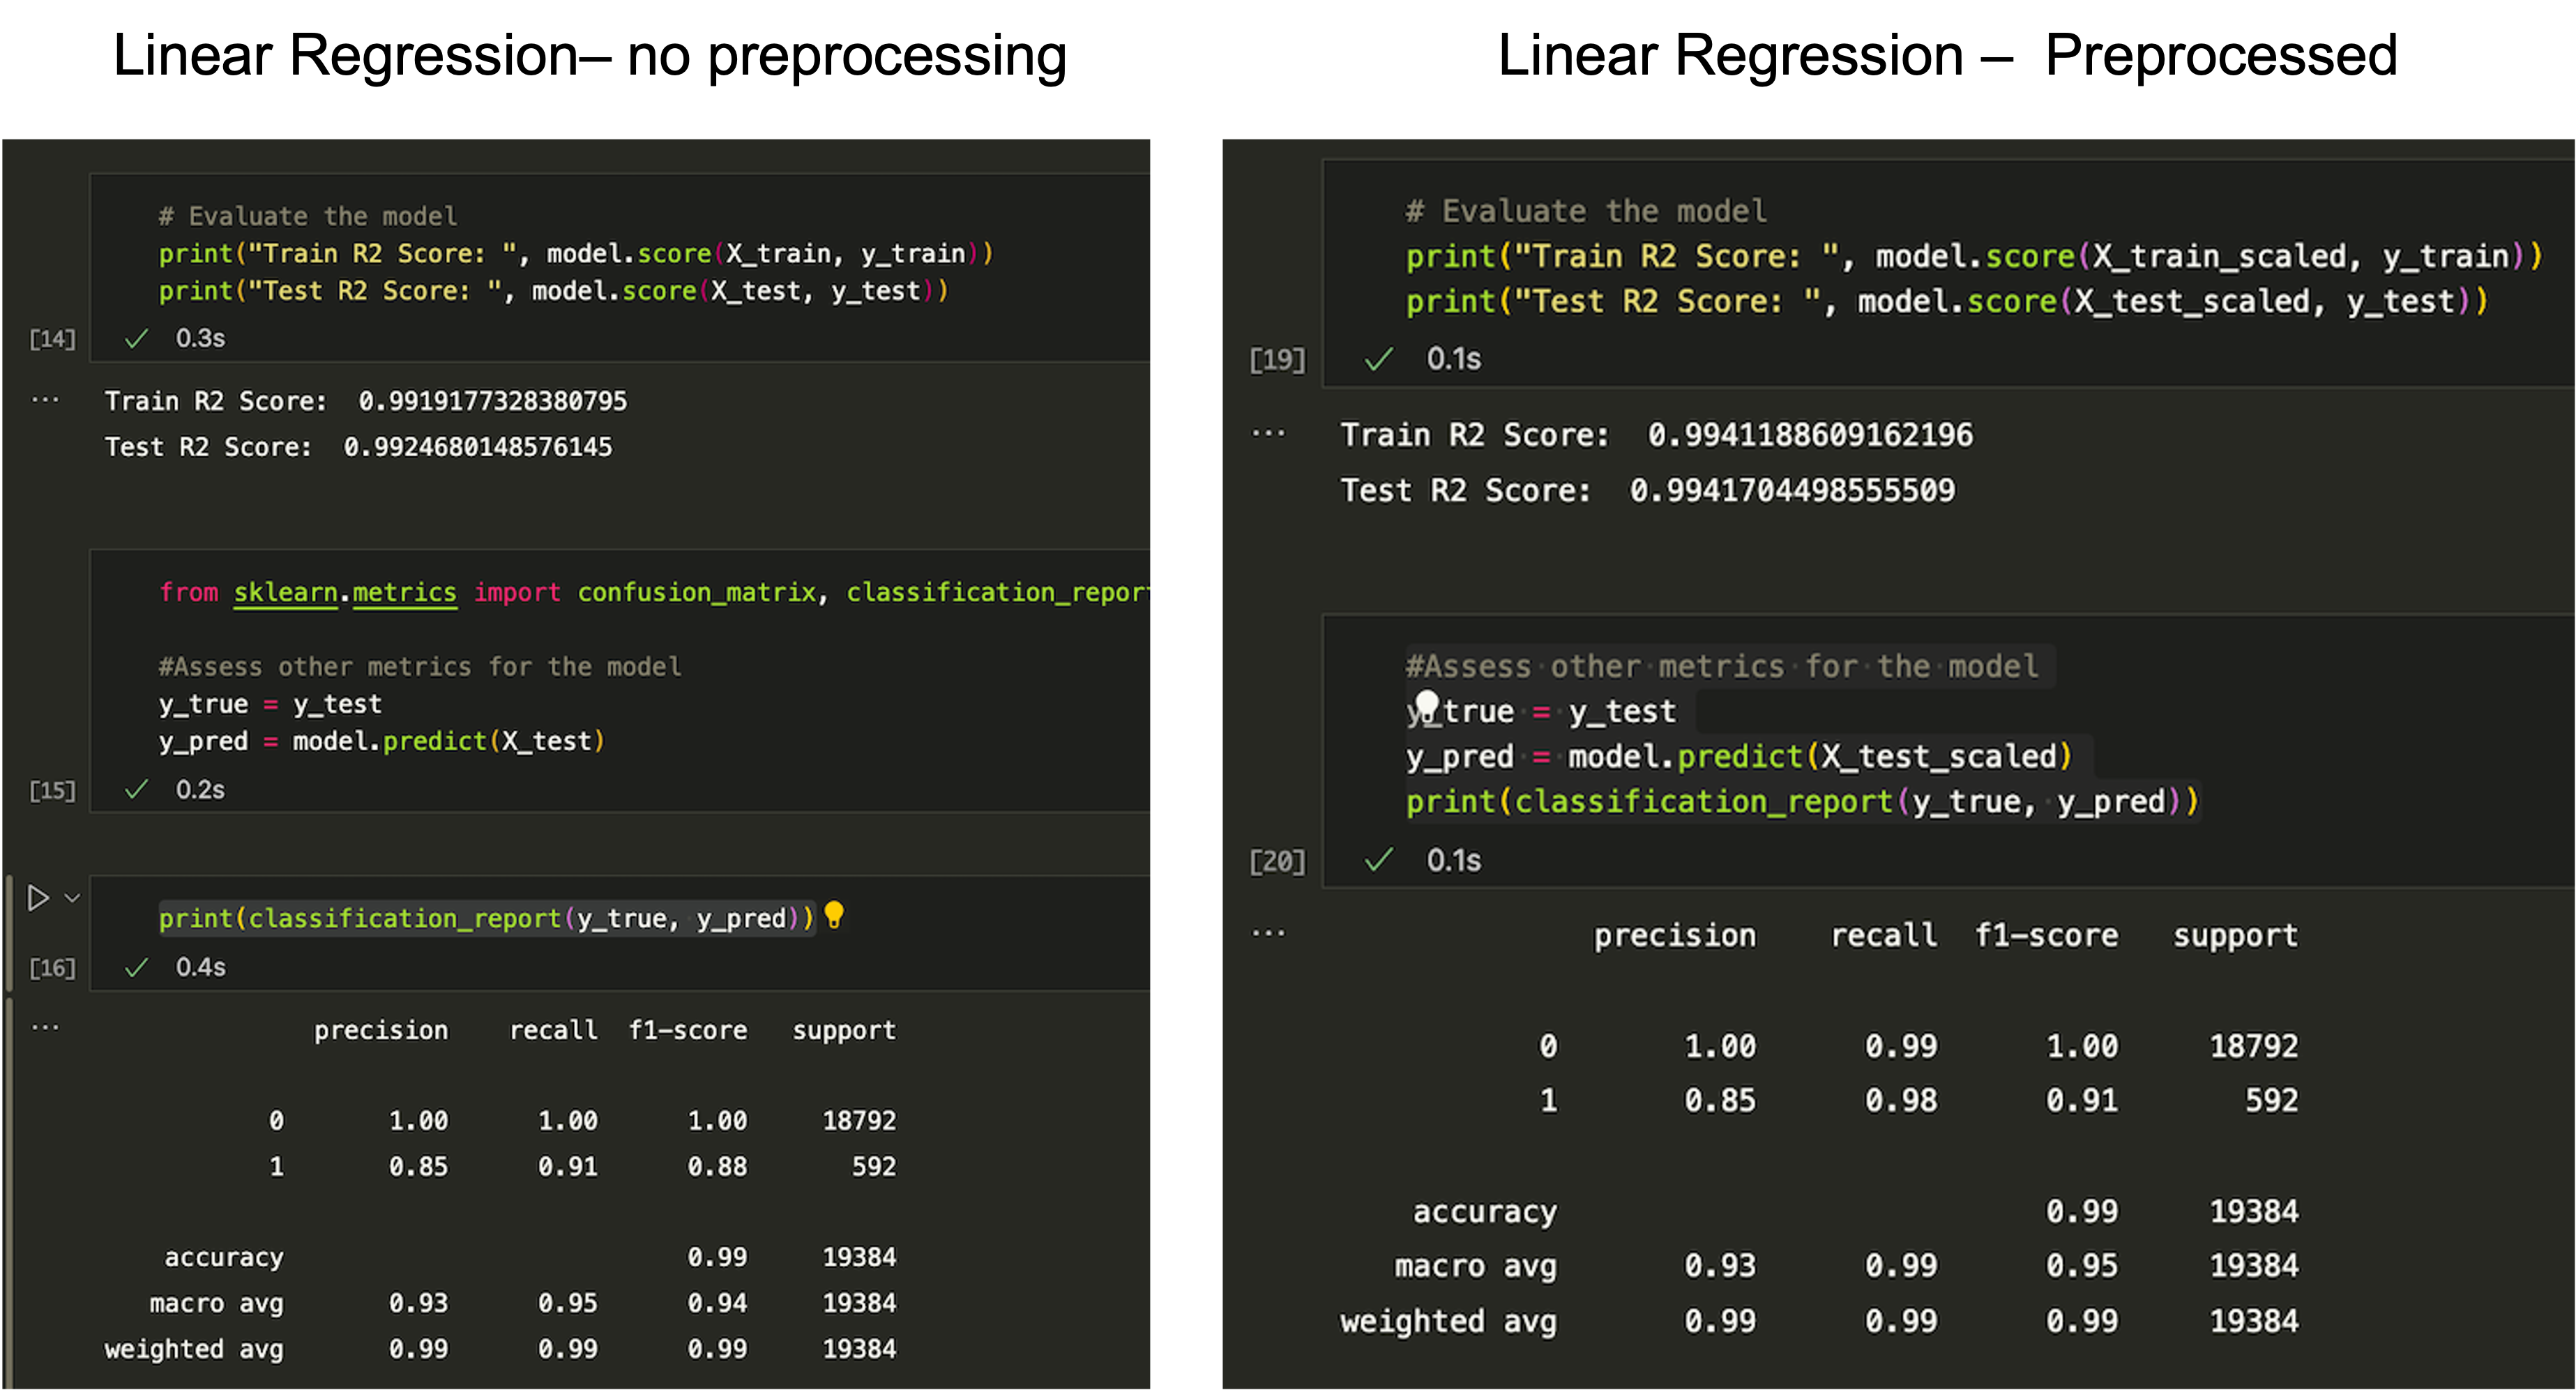 Linear Regression– no preprocessing
# Evaluate the model
print("Train R2 Score: ", model.score(X_train, y_train))
print("Test R2 Score: ", model.score(X_test, y_test))
[14] 0.3s
... Train R2 Score:  0.9919177328380795
Test R2 Score:  0.9924680148576145
from sklearn.metrics import confusion_matrix, classification_repor
#Assess other metrics for the model
y_true = y_test
y_pred = model.predict(X_test)
[15] 0.2s
print(classification_report(y_true, y_pred))
[16] 0.4s
... precision recall f1-score support
0 1.00 1.00 1.00 18792
1 0.85 0.91 0.88 592
accuracy 0.99 19384
macro avg 0.93 0.95 0.94 19384
weighted avg 0.99 0.99 0.99 19384
Linear Regression –  Preprocessed
# Evaluate the model
print("Train R2 Score: ", model.score(X_train_scaled, y_train))
print("Test R2 Score: ", model.score(X_test_scaled, y_test))
[19] 0.1s
... Train R2 Score:  0.9941188609162196
Test R2 Score:  0.9941704498555509
#Assess other metrics for the model
y_true = y_test
y_pred = model.predict(X_test_scaled)
print(classification_report(y_true, y_pred))
[20] 0.1s
... precision recall f1-score support
0 1.00 0.99 1.00 18792
1 0.85 0.98 0.91 592
accuracy 0.99 19384
macro avg 0.93 0.99 0.95 19384
weighted avg 0.99 0.99 0.99 19384